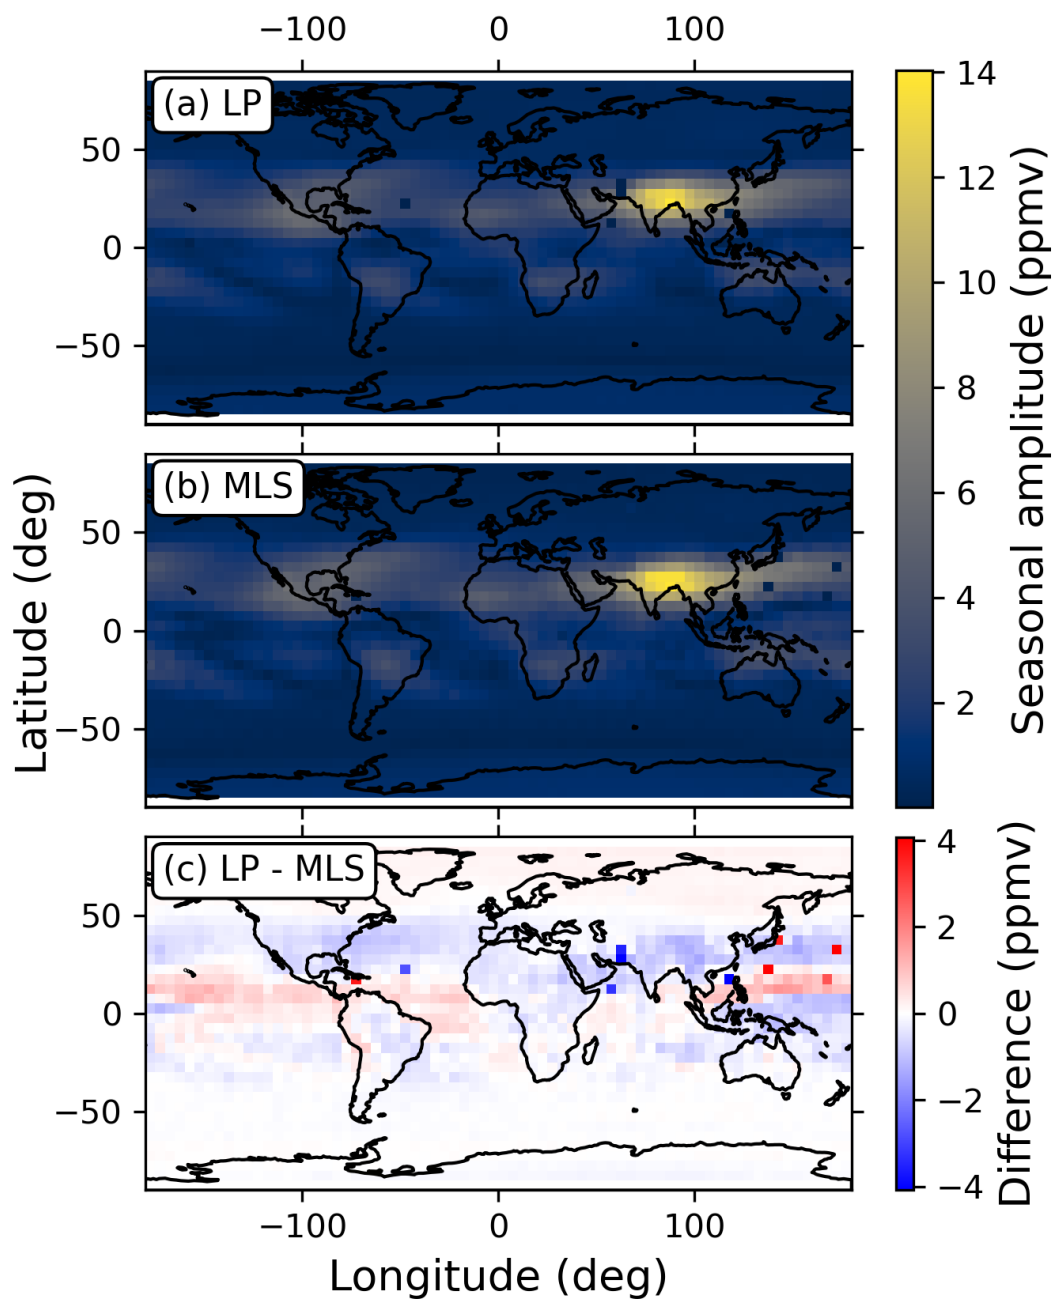 −100 0 100
(a) LP
50
0
−50
14
12
10
8
6
4
2
Seasonal amplitude (ppmv)
(b) MLS
50
0
−50
Latitude (deg)
(c) LP - MLS
50
0
−50
4
2
0
−2
−4
Difference (ppmv)
−100 0 100
Longitude (deg)